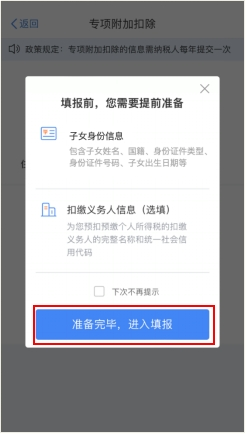 返回
专项附加扣除
政策规定：专项附加扣除的信息需纳税人每年提交一次
填报前，您需要提前准备
子女身份信息
包含子女姓名、国籍、身份证件类型、
身份证件号码、子女出生日期等
扣缴义务人信息（选填）
为您预扣预缴个人所得税的扣缴
义务人的完整名称和统一社会信
用代码
下次不再提示
准备完毕，进入填报